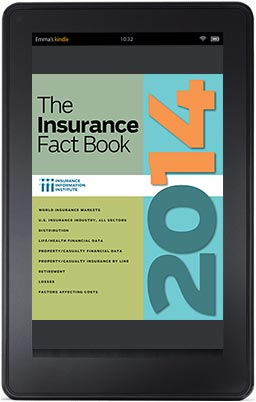 Emma's kindle 10:32
The
Insurance
Fact Book
2014
INSURANCE
INFORMATION
INSTITUTE
WORLD INSURANCE MARKETS
U.S. INSURANCE INDUSTRY, ALL SECTORS
DISTRIBUTION
LIFE/HEALTH FINANCIAL DATA
PROPERTY/CASUALTY FINANCIAL DATA
PROPERTY/CASUALTY INSURANCE BY LINE
RETIREMENT
LOSSES
FACTORS AFFECTING COSTS